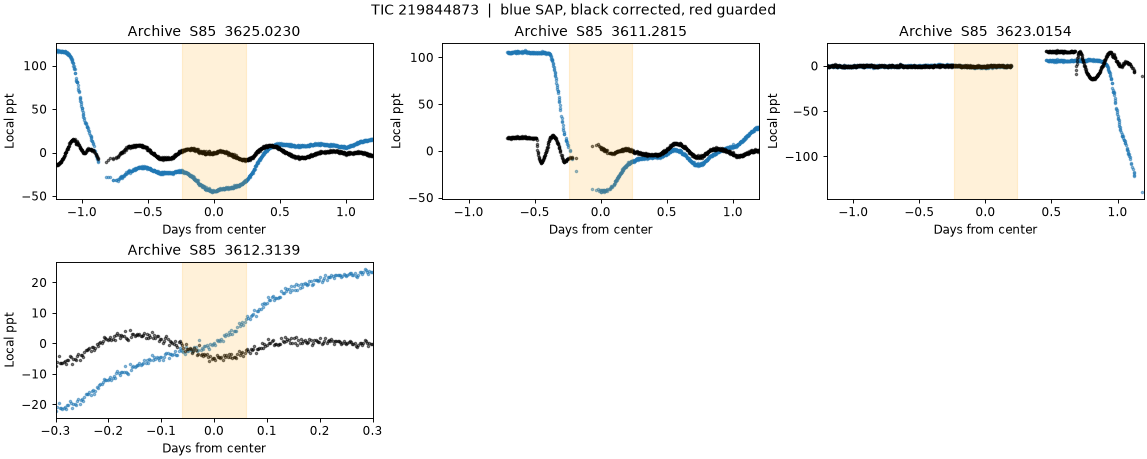 TIC 219844873 | blue SAP, black corrected, red guarded
Archive S85 3625.0230
Archive S85 3611.2815
Archive S85 3623.0154
Local ppt
100
50
0
−50
−1.0 −0.5 0.0 0.5 1.0
Days from center
Local ppt
100
50
0
−50
−1.0 −0.5 0.0 0.5 1.0
Days from center
Local ppt
0
−100
−1.0 −0.5 0.0 0.5 1.0
Days from center
Archive S85 3612.3139
Local ppt
20
10
0
−10
−20
−0.3 −0.2 −0.1 0.0 0.1 0.2 0.3
Days from center